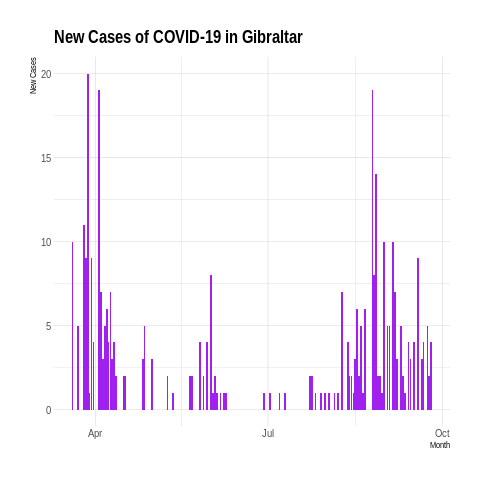 New Cases of COVID-19 in Gibraltar
New Cases
20
15
10
5
0
Apr
Jul
Oct
Month